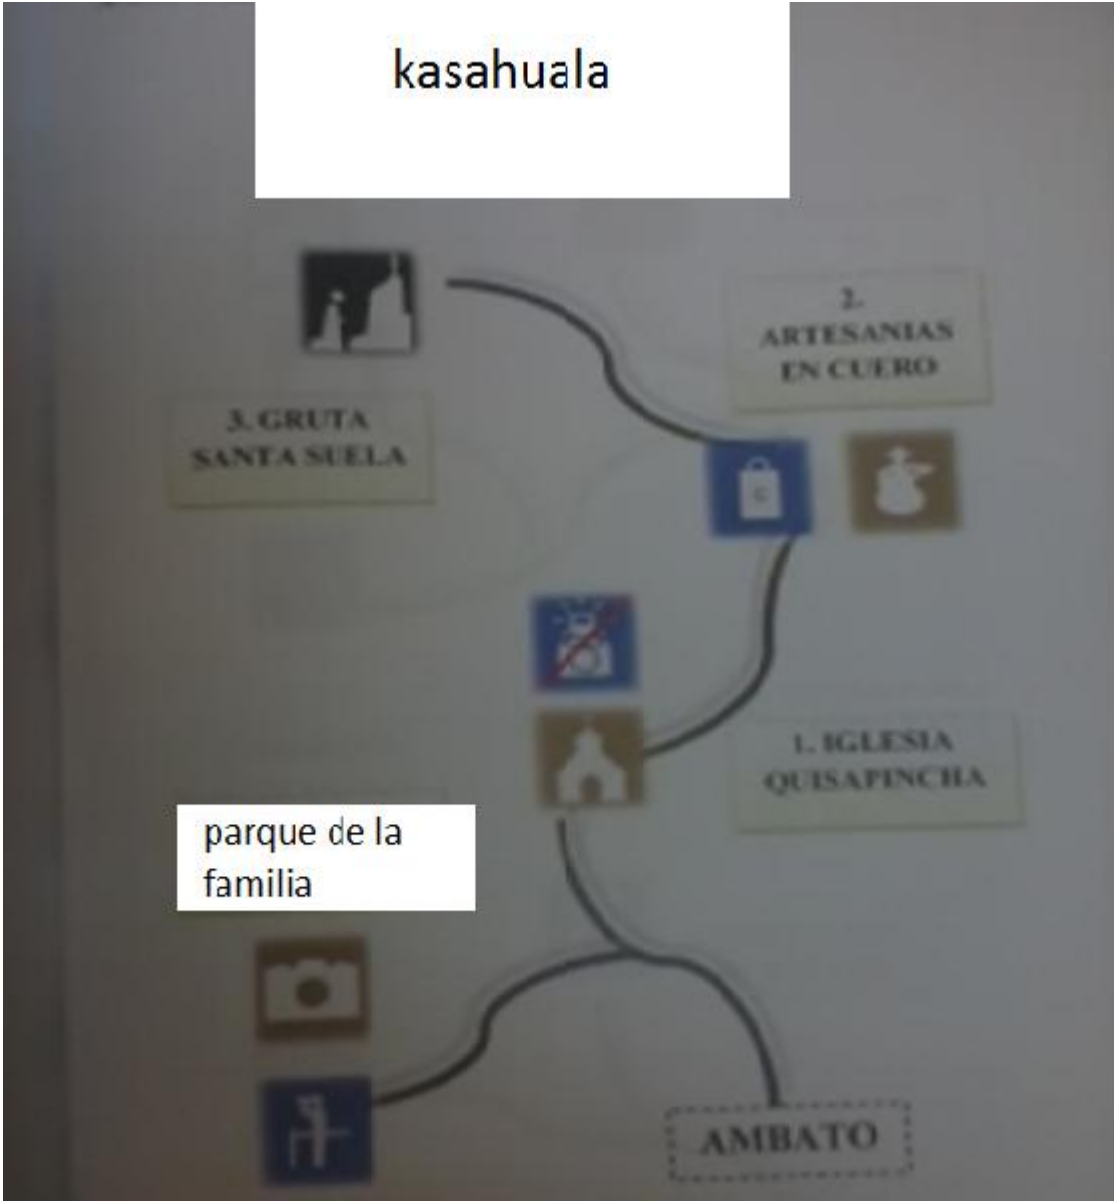 kasahuala
2.
ARTESANIAS
EN CUERO
3. GRUTA
SANTA SUELA
1. IGLESIA
QUISAPINCHA
parque de la
familia
AMBATO